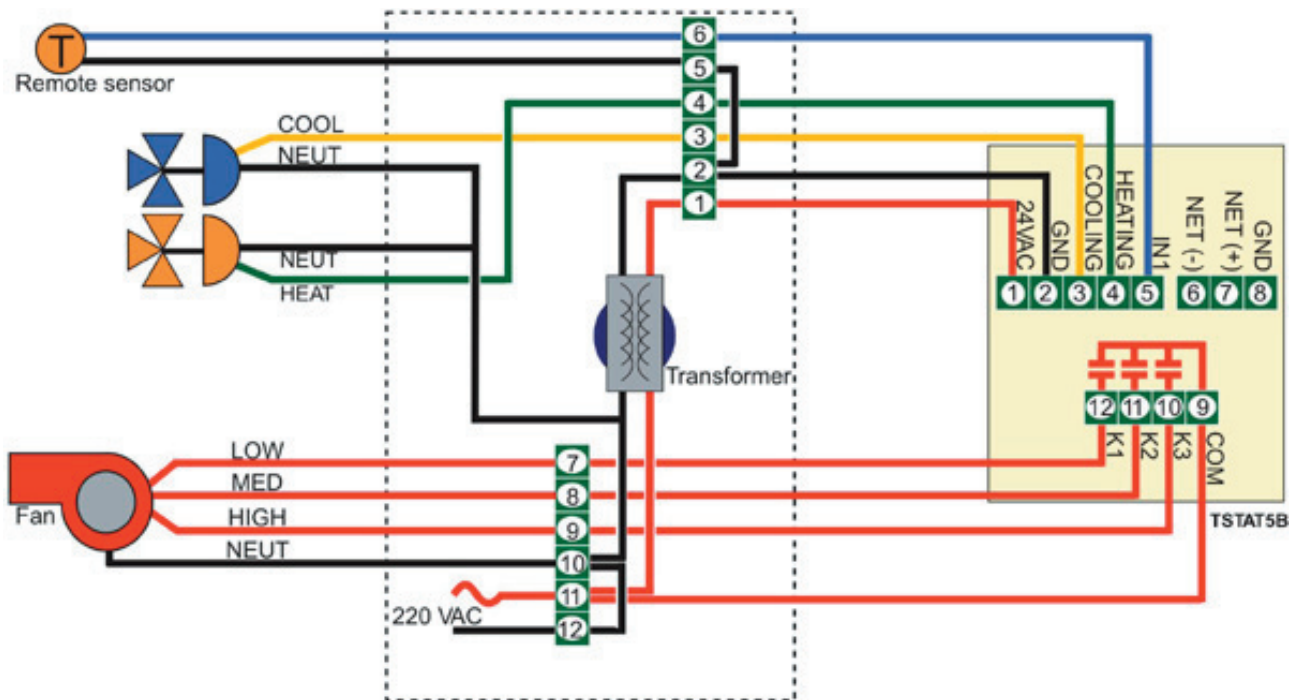 T
Remote sensor
COOL
NEUT
NEUT
HEAT
6
5
4
3
2
1
Transformer
24VAC
GND
COOLING
HEATING
IN1
NET (-)
NET (+)
GND
1 2 3 4 5 6 7 8
12 11 10 9
K1
K2
K3
COM
TSTAT5B
LOW
MED
HIGH
NEUT
Fan
7
8
9
10
11
12
220 VAC